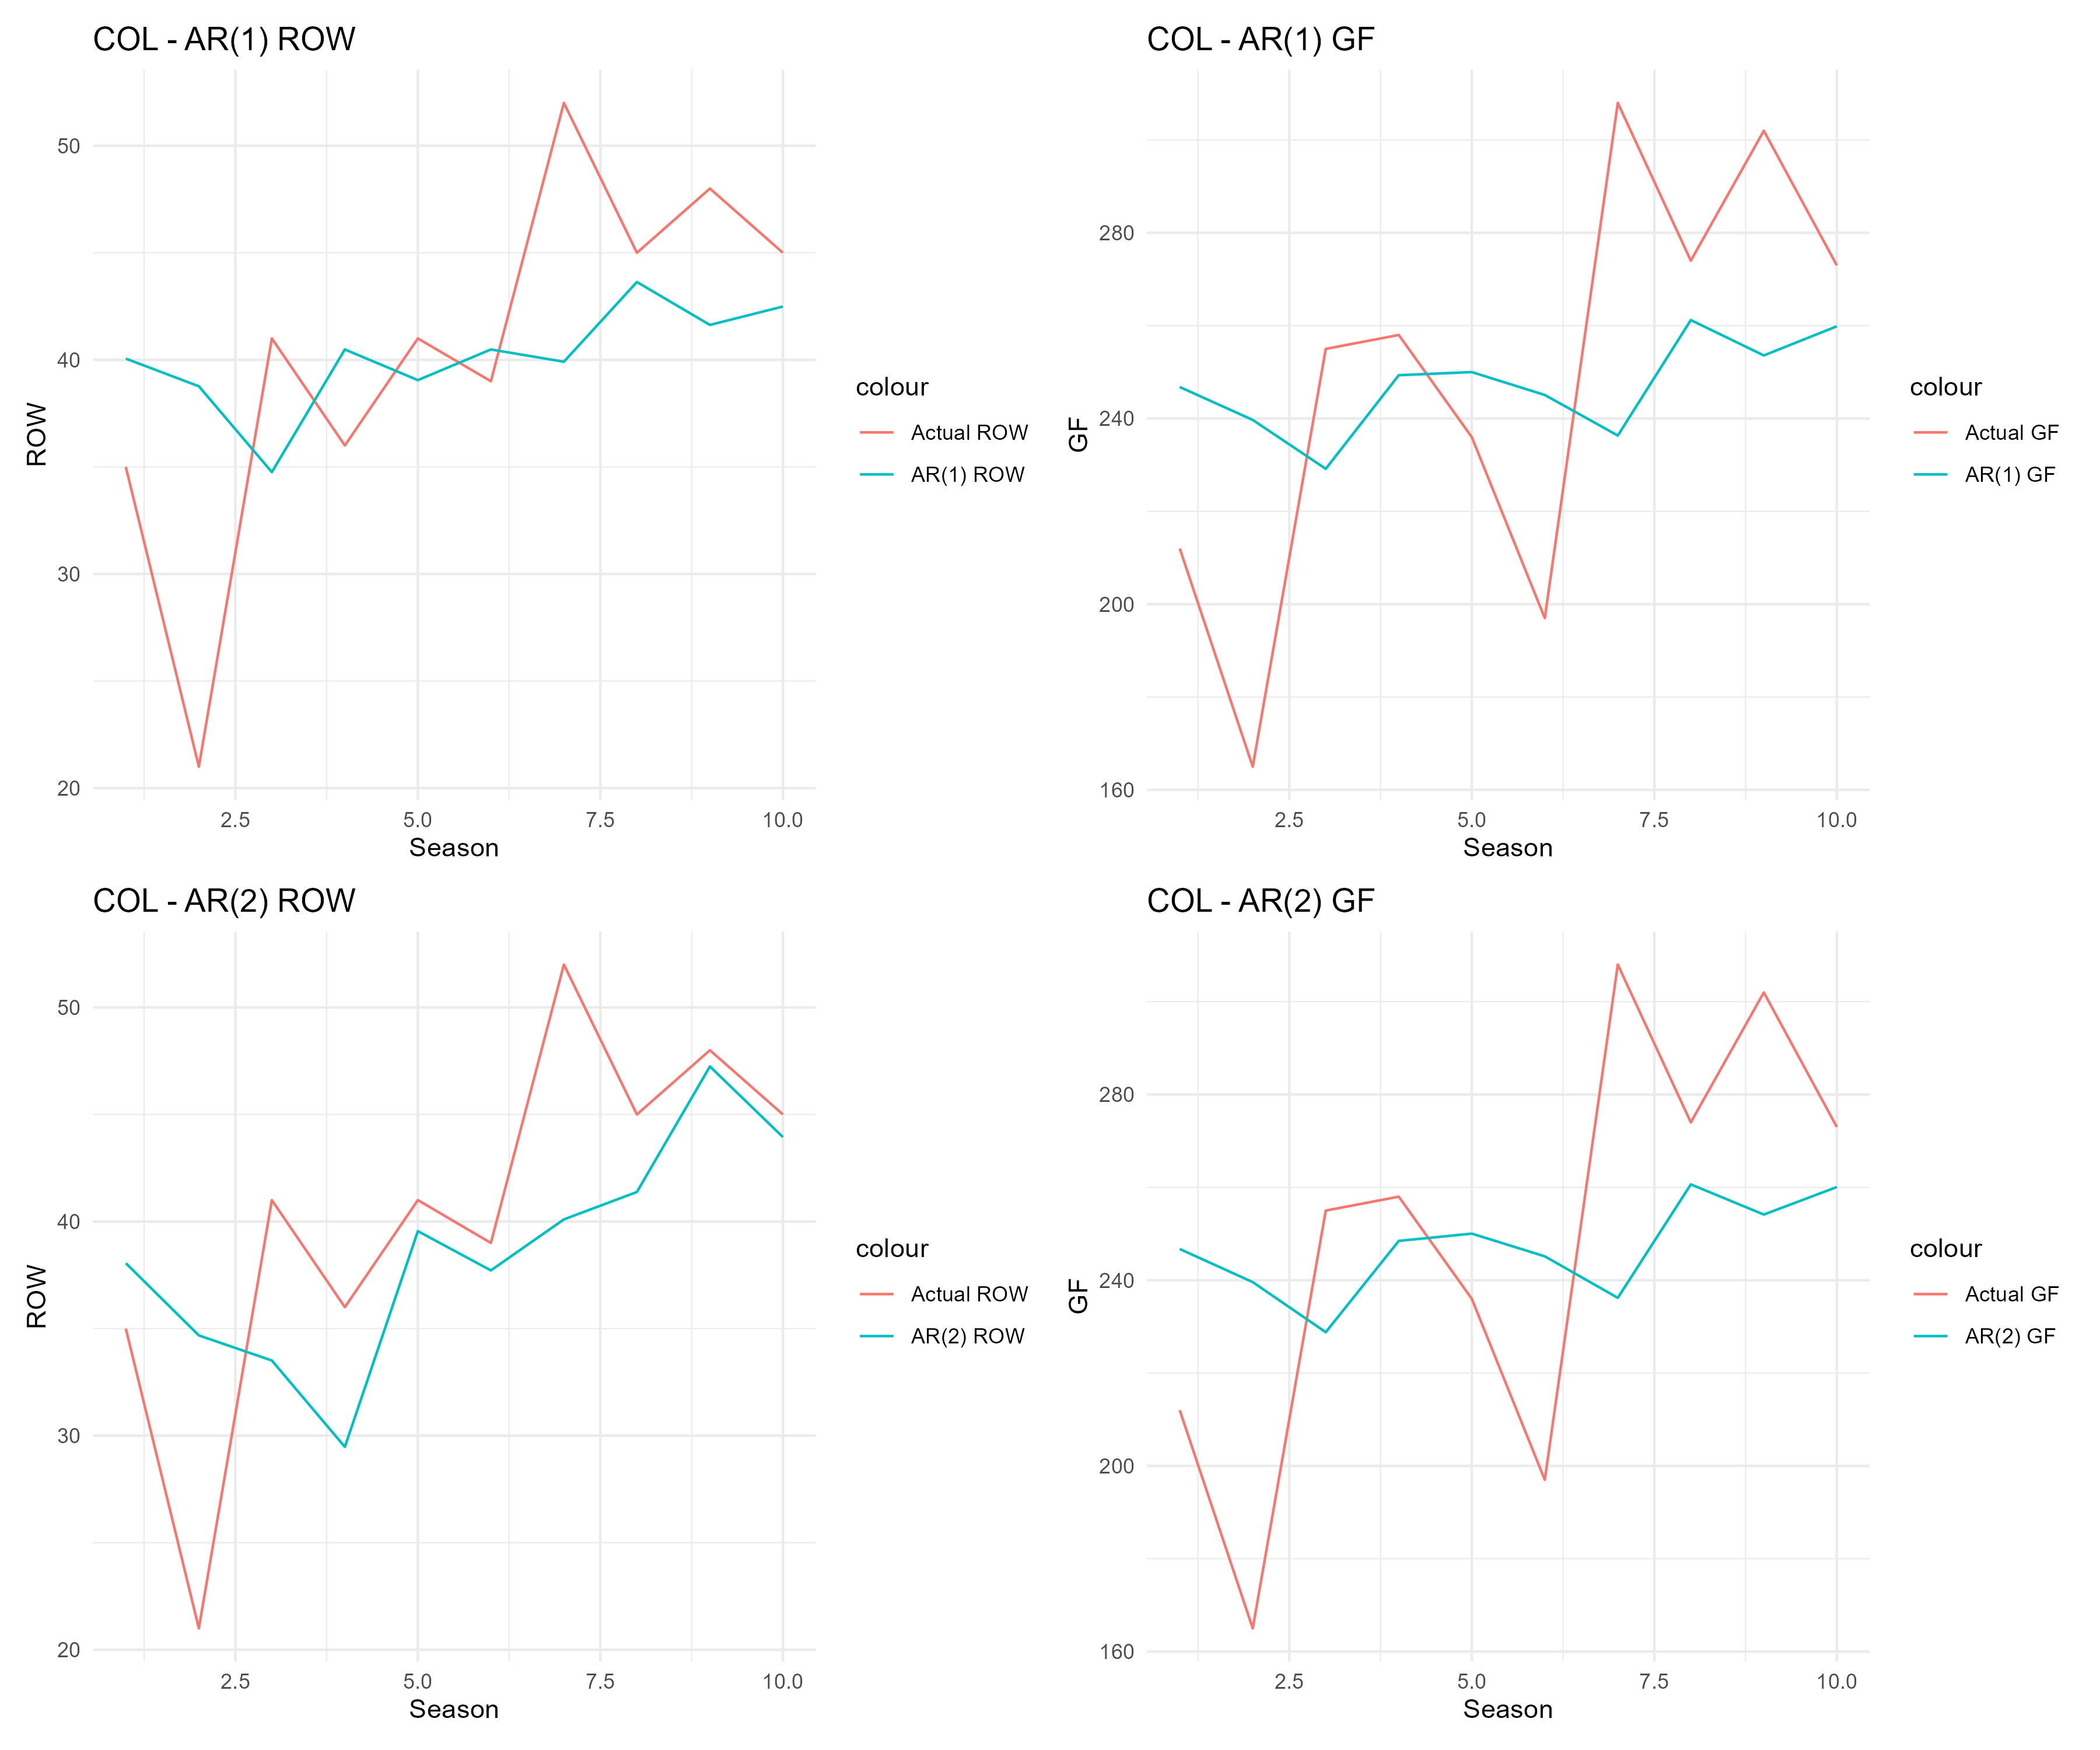 COL - AR(1) ROW
50
40
30
20
ROW
2.5 5.0 7.5 10.0
Season
colour
Actual ROW
AR(1) ROW
COL - AR(1) GF
280
240
200
160
GF
2.5 5.0 7.5 10.0
Season
colour
Actual GF
AR(1) GF
COL - AR(2) ROW
50
40
30
20
ROW
2.5 5.0 7.5 10.0
Season
colour
Actual ROW
AR(2) ROW
COL - AR(2) GF
280
240
200
160
GF
2.5 5.0 7.5 10.0
Season
colour
Actual GF
AR(2) GF